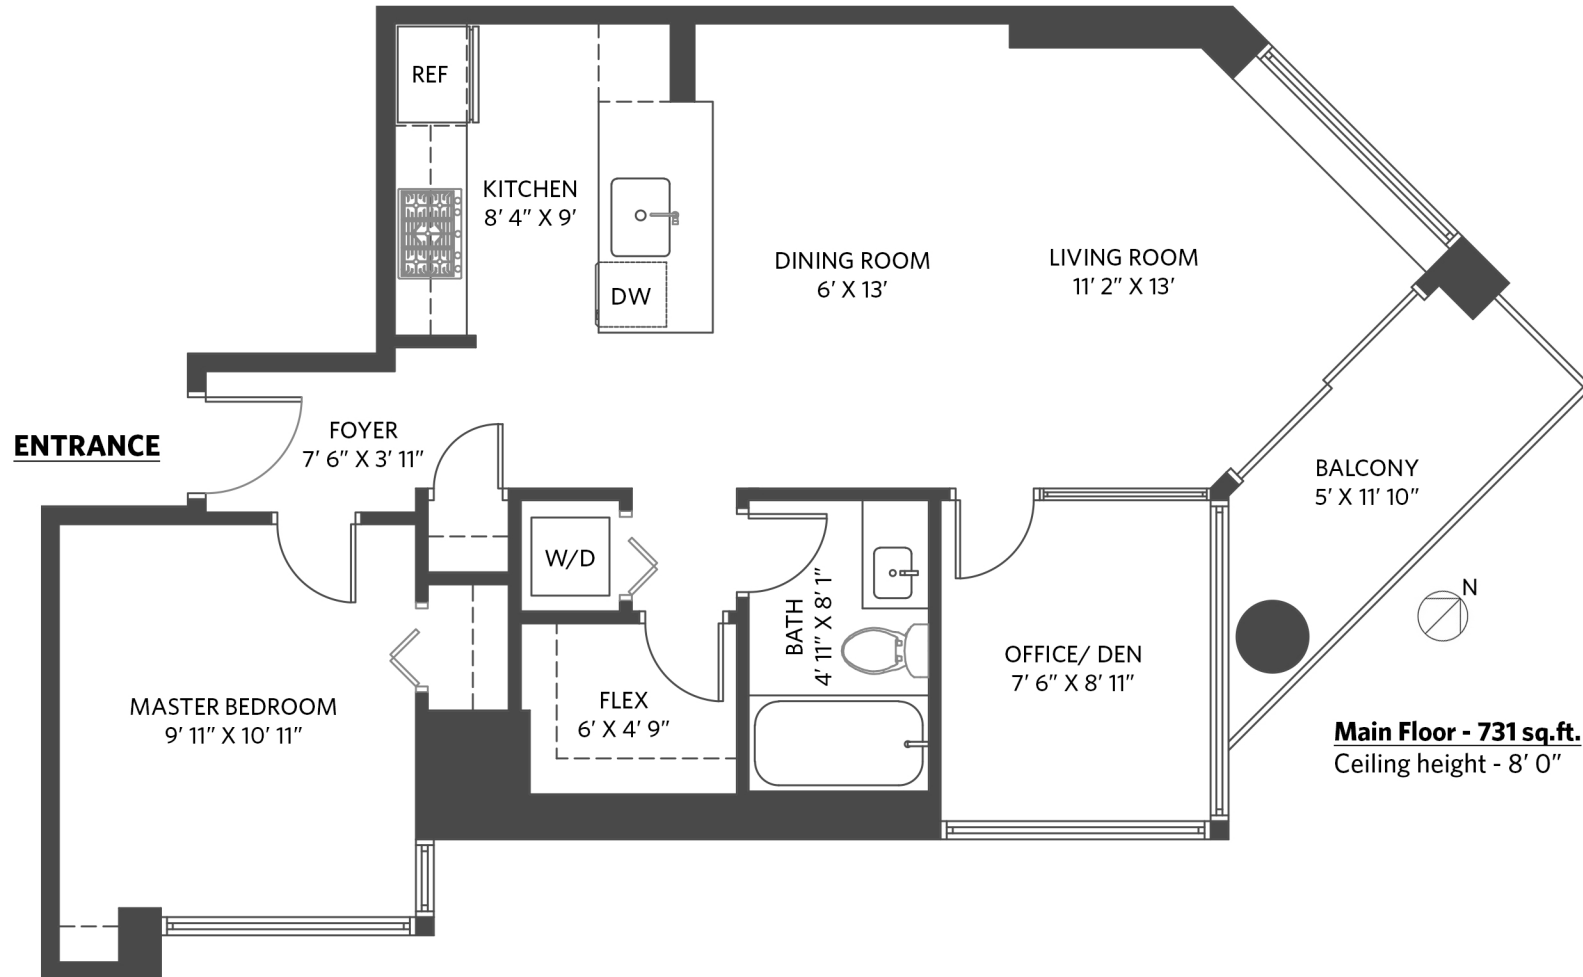 REF
KITCHEN
8' 4" X 9'
DW
DINING ROOM
6' X 13'
LIVING ROOM
11' 2" X 13'
ENTRANCE
FOYER
7' 6" X 3' 11"
BALCONY
5' X 11' 10"
W/D
BATH
4' 11" X 8' 1"
N
OFFICE/ DEN
7' 6" X 8' 11"
FLEX
6' X 4' 9"
MASTER BEDROOM
9' 11" X 10' 11"
Main Floor - 731 sq.ft.
Ceiling height - 8' 0"